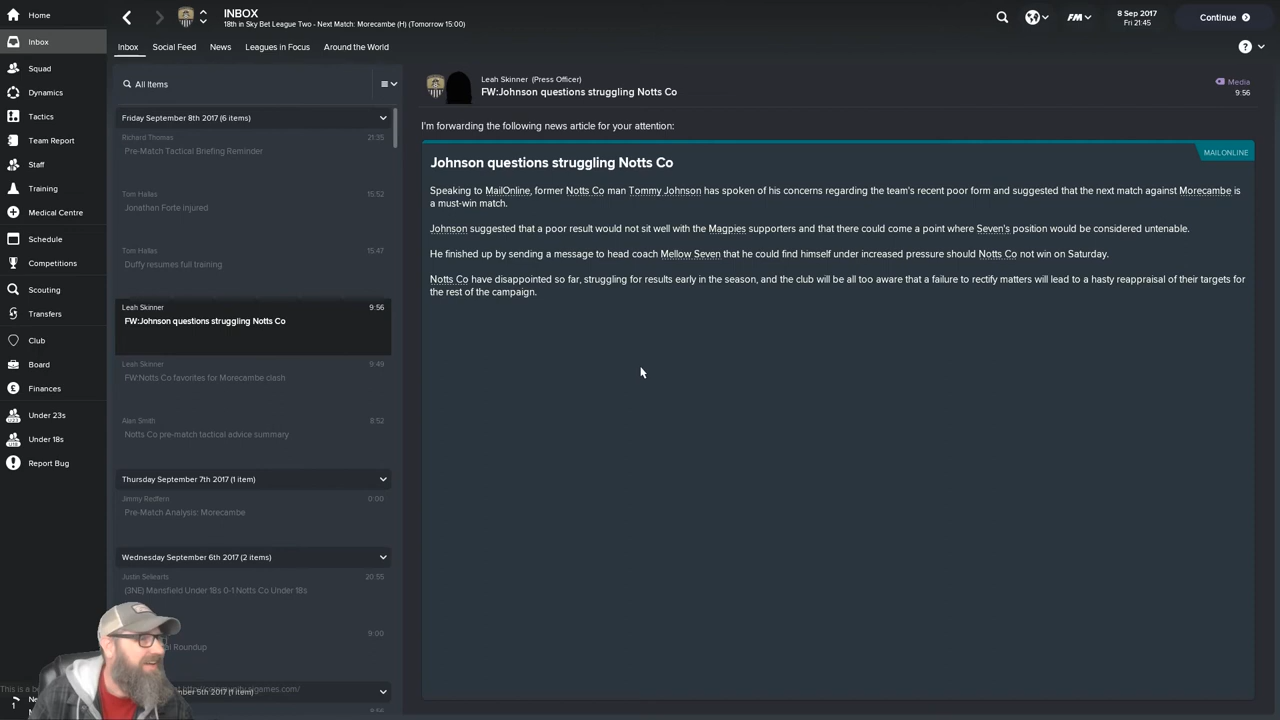 Home
Inbox
Squad
Dynamics
Tactics
Team Report
Staff
Training
Medical Centre
Schedule
Competitions
Scouting
Transfers
Club
Board
Finances
Under 23s
Under 18s
Report Bug
INBOX
18th in Sky Bet League Two - Next Match: Morecambe (H) (Tomorrow 15:00)
FM
8 Sep 2017
Fri 21:45
Continue
Inbox
Social Feed
News
Leagues in Focus
Around the World
?
All Items
Friday September 8th 2017 (6 items)
Richard Thomas 21:35
Pre-Match Tactical Briefing Reminder
Tom Hallas 15:52
Jonathan Forte injured
Tom Hallas 15:47
Duffy resumes full training
Leah Skinner 9:56
FW:Johnson questions struggling Notts Co
Leah Skinner 9:49
FW:Notts Co favorites for Morecambe clash
Alan Smith 8:52
Notts Co pre-match tactical advice summary
Thursday September 7th 2017 (1 item)
Jimmy Redfern 0:00
Pre-Match Analysis: Morecambe
Wednesday September 6th 2017 (2 items)
Justin Seliearts 20:55
(3NE) Mansfield Under 18s 0-1 Notts Co Under 18s
9:00
Roundup
This is a
5th 2017 (1 item)
Leah Skinner (Press Officer)
FW:Johnson questions struggling Notts Co
Media
9:56
I'm forwarding the following news article for your attention:
MAILONLINE
Johnson questions struggling Notts Co
Speaking to MailOnline, former Notts Co man Tommy Johnson has spoken of his concerns regarding the team's recent poor form and suggested that the next match against Morecambe is
a must-win match.
Johnson suggested that a poor result would not sit well with the Magpies supporters and that there could come a point where Seven's position would be considered untenable.
He finished up by sending a message to head coach Mellow Seven that he could find himself under increased pressure should Notts Co not win on Saturday.
Notts Co have disappointed so far, struggling for results early in the season, and the club will be all too aware that a failure to rectify matters will lead to a hasty reappraisal of their targets for
the rest of the campaign.